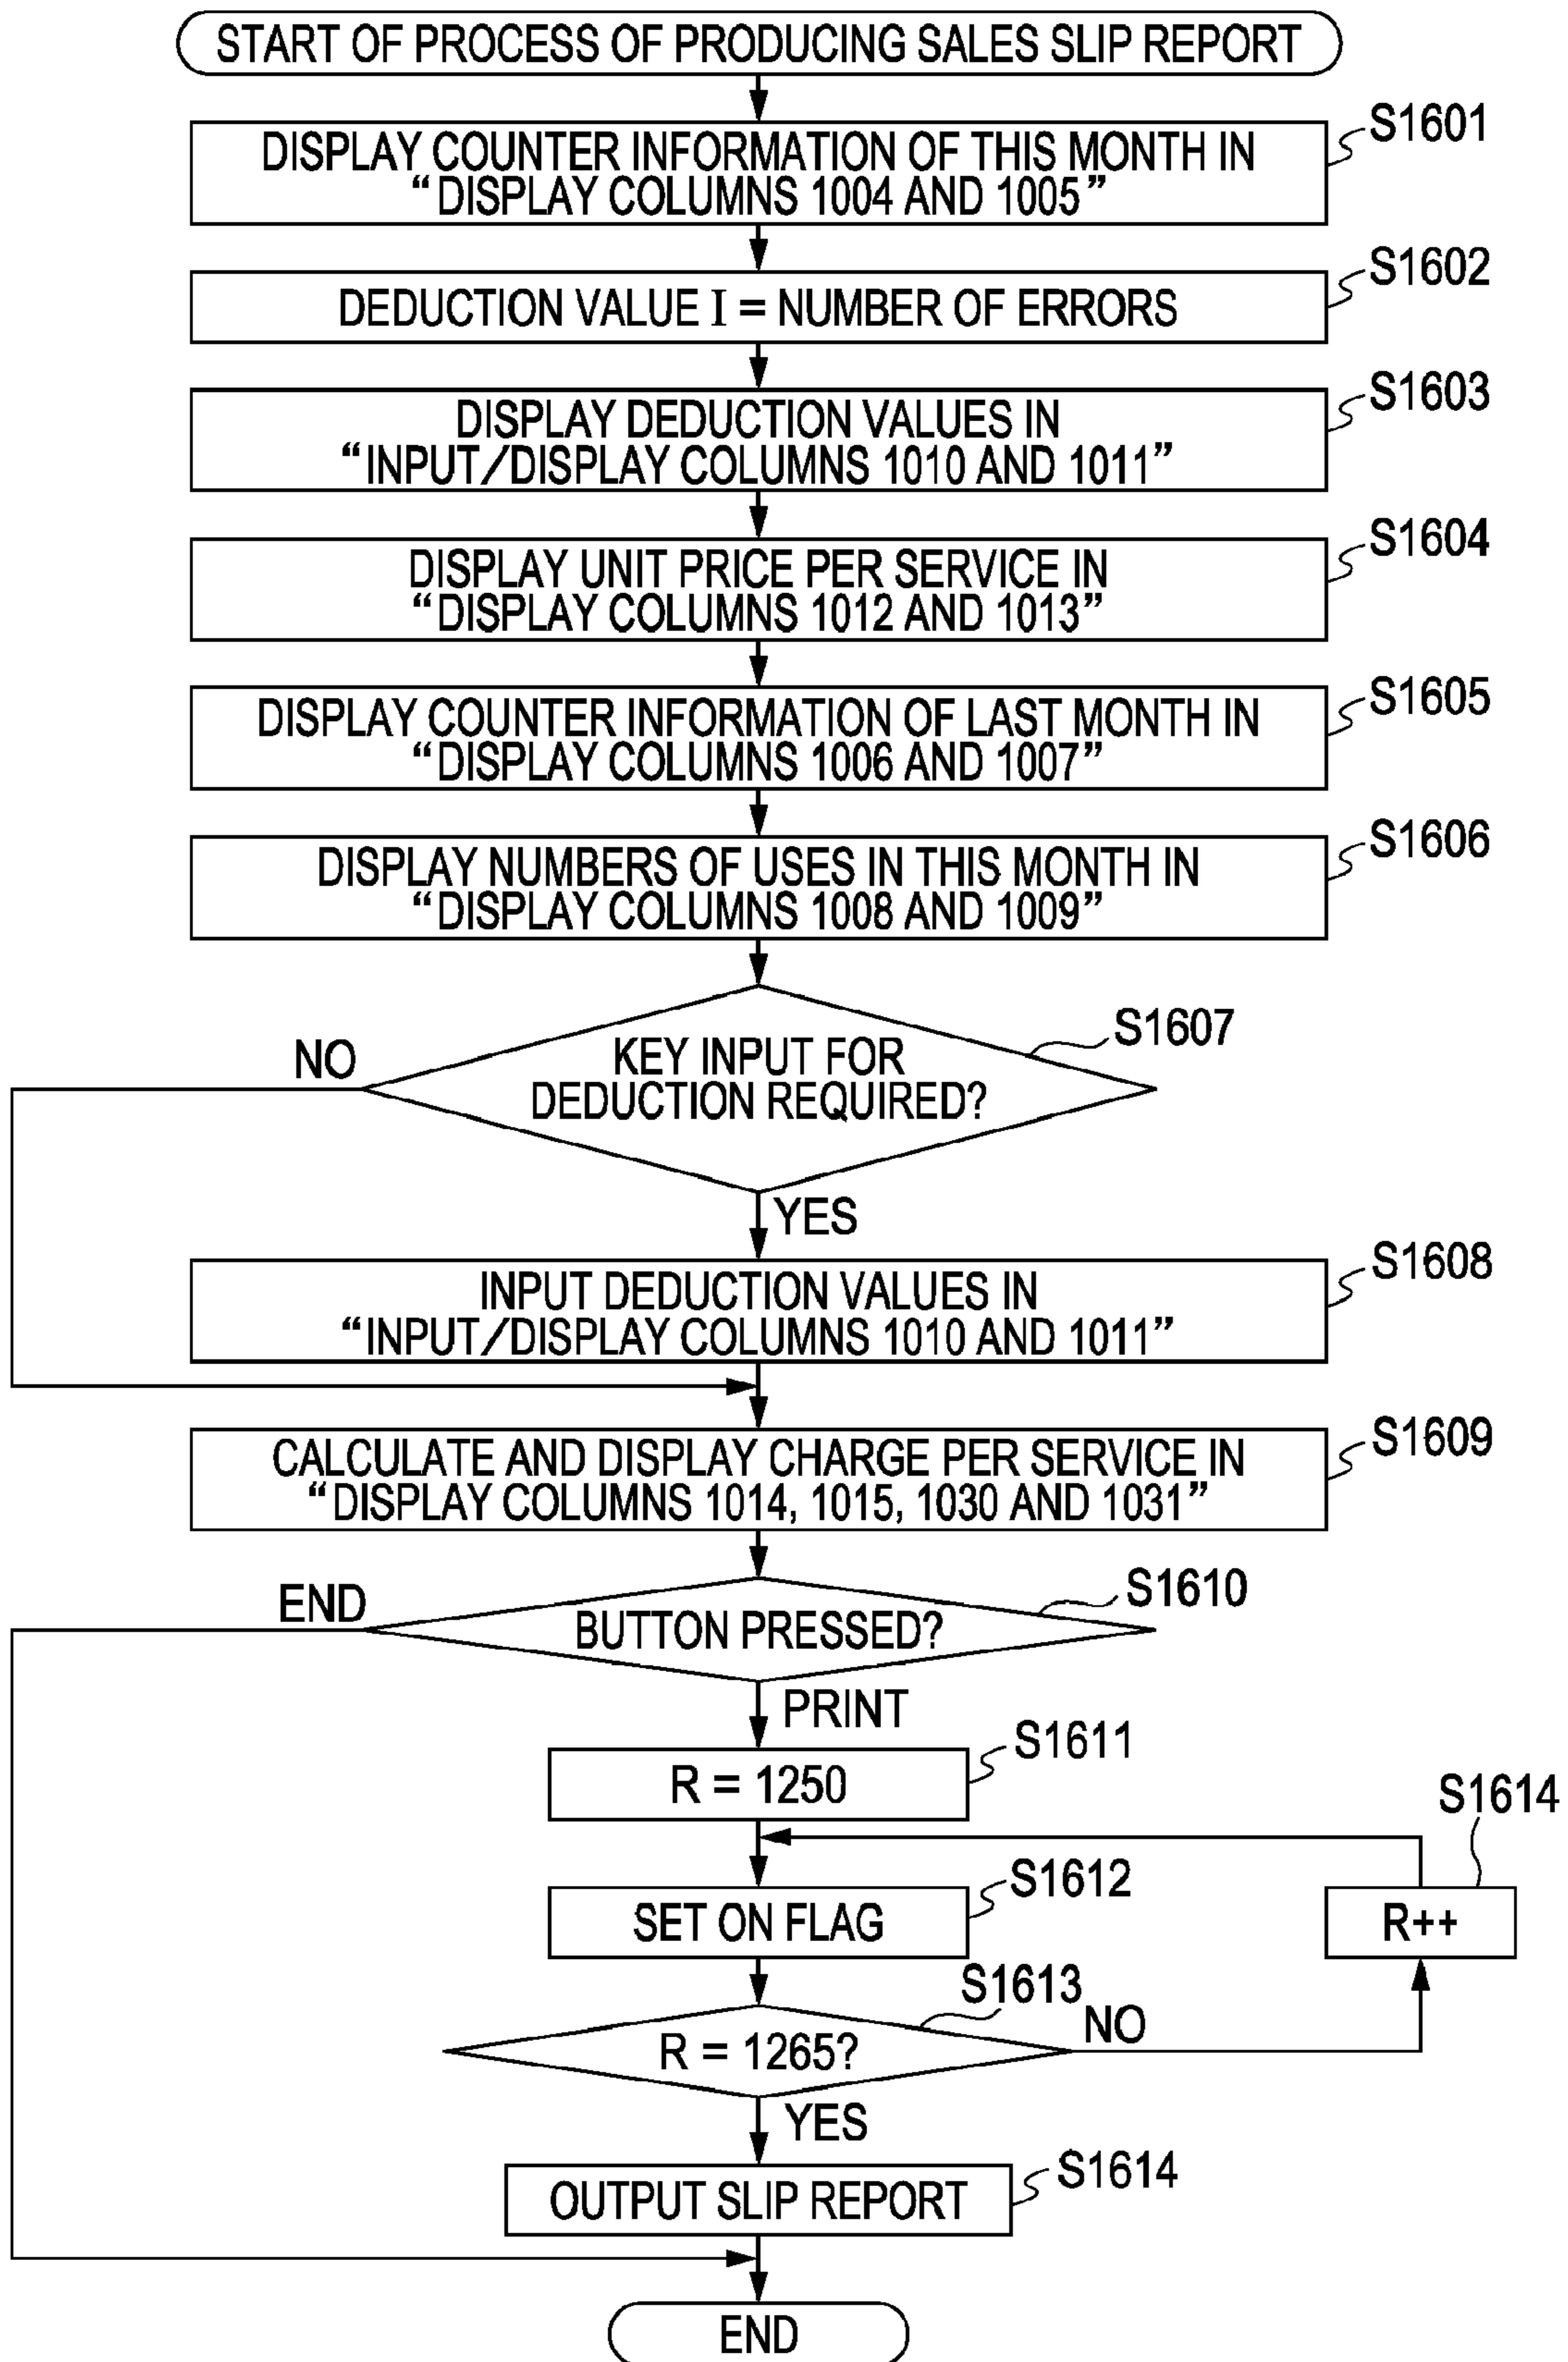 START OF PROCESS OF PRODUCING SALES SLIP REPORT
S1601
DISPLAY COUNTER INFORMATION OF THIS MONTH IN
“DISPLAY COLUMNS 1004 AND 1005”
S1602
DEDUCTION VALUE I = NUMBER OF ERRORS
S1603
DISPLAY DEDUCTION VALUES IN
“INPUT/DISPLAY COLUMNS 1010 AND 1011”
S1604
DISPLAY UNIT PRICE PER SERVICE IN
“DISPLAY COLUMNS 1012 AND 1013”
S1605
DISPLAY COUNTER INFORMATION OF LAST MONTH IN
“DISPLAY COLUMNS 1006 AND 1007”
S1606
DISPLAY NUMBERS OF USES IN THIS MONTH IN
“DISPLAY COLUMNS 1008 AND 1009”
S1607
NO
KEY INPUT FOR
DEDUCTION REQUIRED?
YES
S1608
INPUT DEDUCTION VALUES IN
“INPUT/DISPLAY COLUMNS 1010 AND 1011”
S1609
CALCULATE AND DISPLAY CHARGE PER SERVICE IN
“DISPLAY COLUMNS 1014, 1015, 1030 AND 1031”
S1610
END
BUTTON PRESSED?
PRINT
S1611
R = 1250
S1614
S1612
SET ON FLAG
R++
S1613
NO
R = 1265?
YES
S1614
OUTPUT SLIP REPORT
END